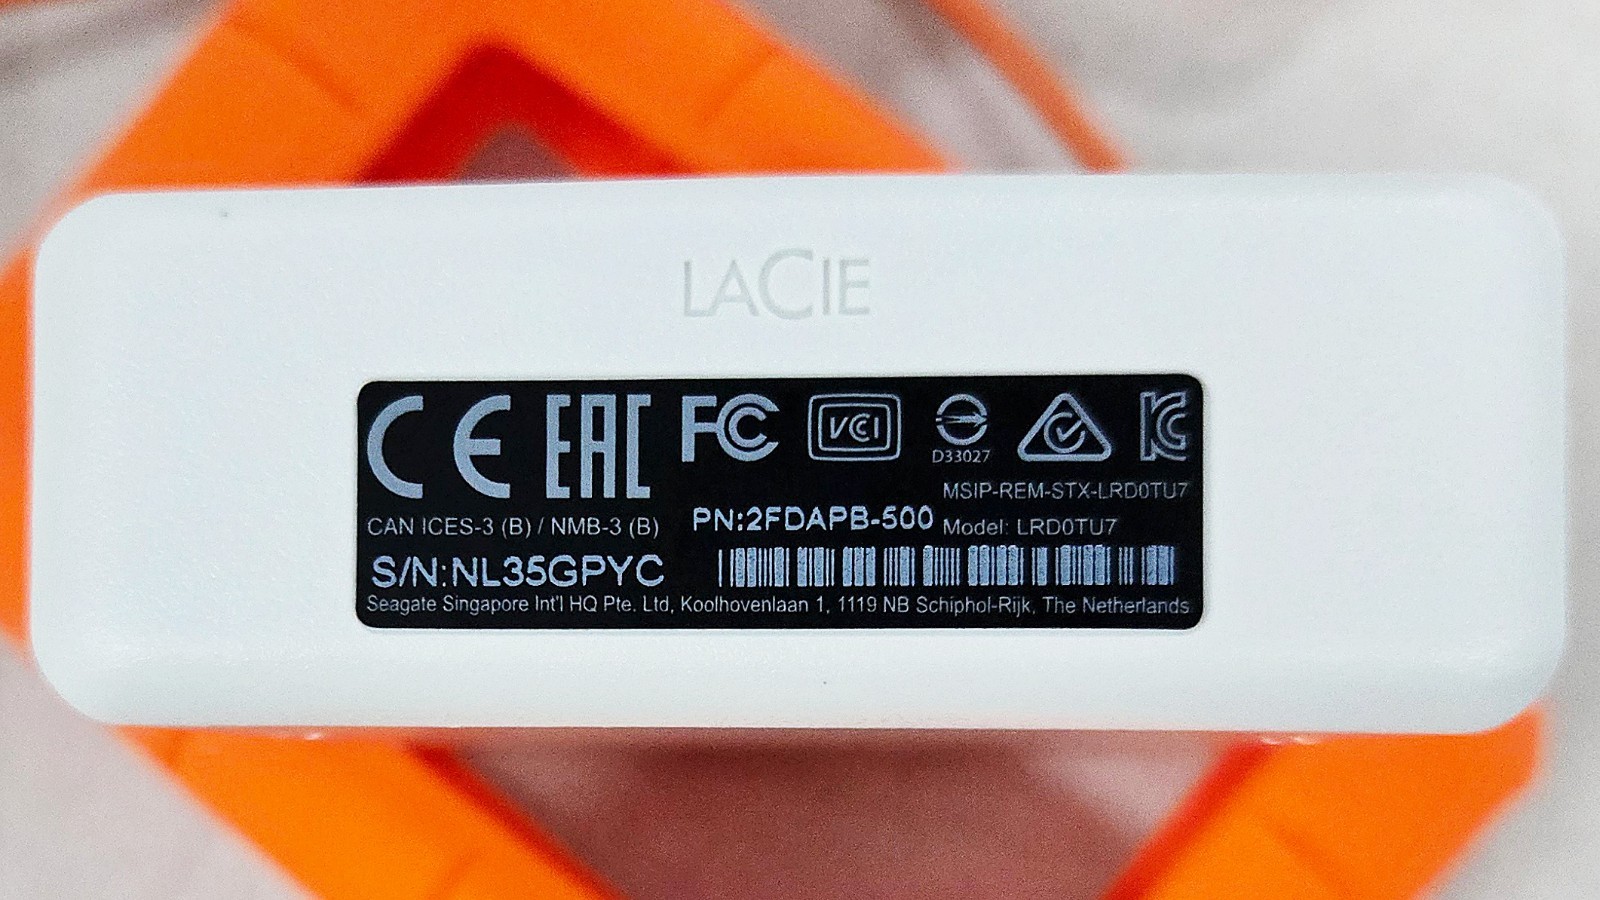 LACIE
CE EAC FC VCI KC
D33027
MSIP-REM-STX-LRD0TU7
CAN ICES-3 (B) / NMB-3 (B)
PN:2FDAPB-500
Model: LRD0TU7
S/N:NL35GPYC
Seagate Singapore Int'l HQ Pte. Ltd, Koolhovenlaan 1, 1119 NB Schiphol-Rijk, The Netherlands